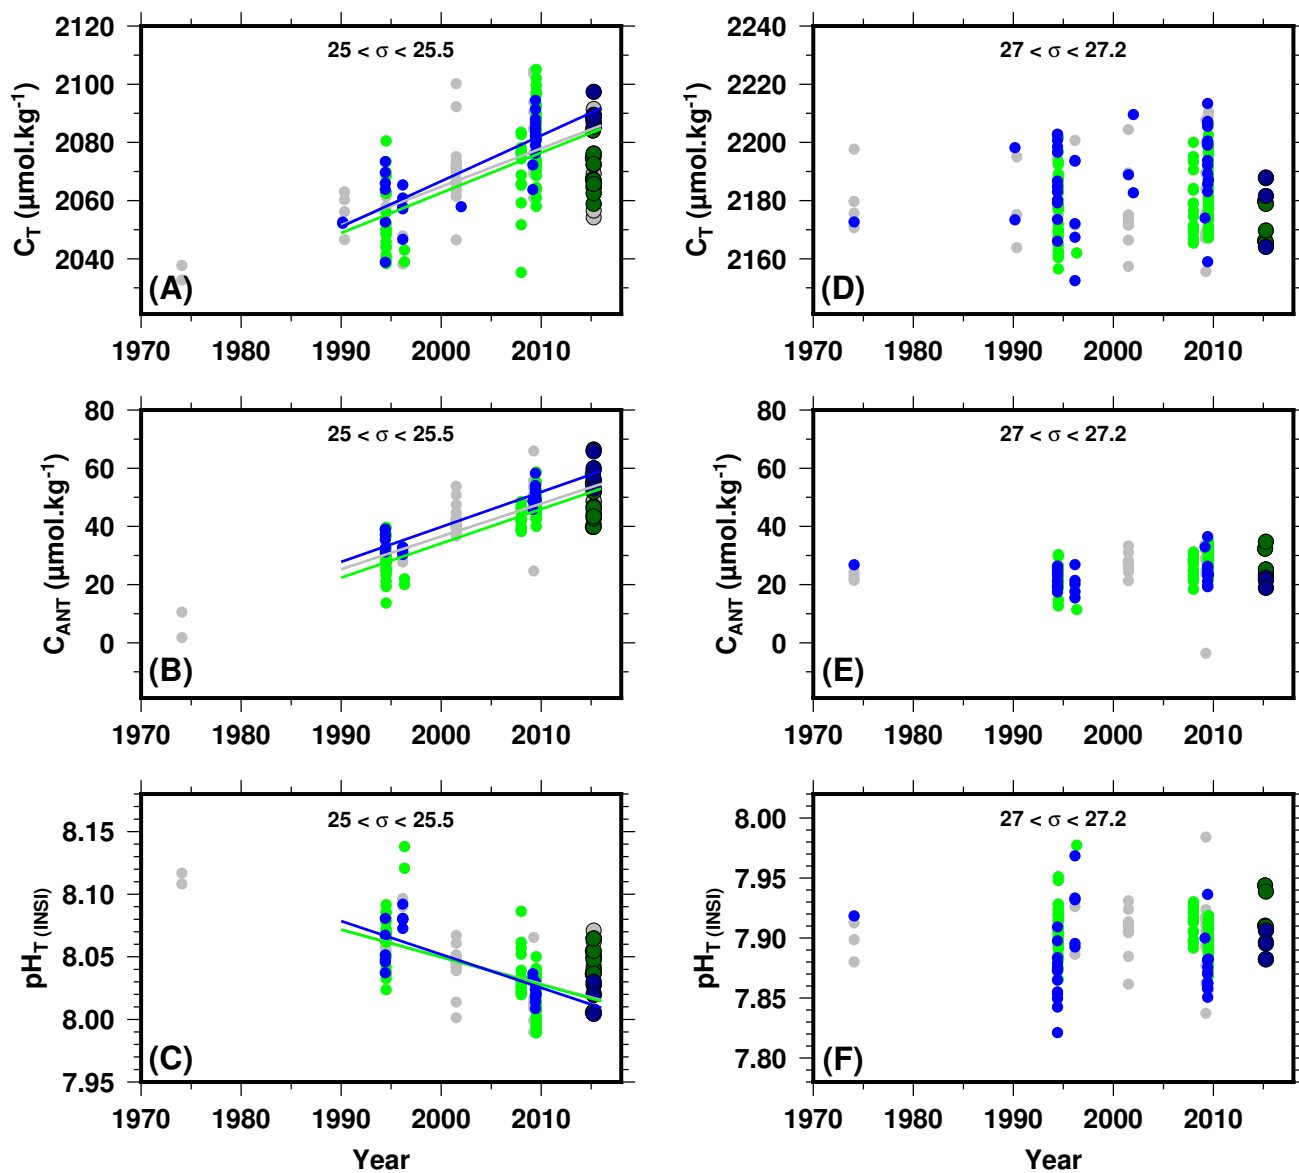 2120
2100
2080
2060
2040
C_T (µmol.kg⁻¹)
25 < σ < 25.5
(A)
1970 1980 1990 2000 2010
2240
2220
2200
2180
2160
C_T (µmol.kg⁻¹)
27 < σ < 27.2
(D)
1970 1980 1990 2000 2010
80
60
40
20
0
C_ANT (µmol.kg⁻¹)
25 < σ < 25.5
(B)
1970 1980 1990 2000 2010
80
60
40
20
0
C_ANT (µmol.kg⁻¹)
27 < σ < 27.2
(E)
1970 1980 1990 2000 2010
8.15
8.10
8.05
8.00
7.95
pH_T (INSI)
25 < σ < 25.5
(C)
1970 1980 1990 2000 2010
Year
8.00
7.95
7.90
7.85
7.80
pH_T (INSI)
27 < σ < 27.2
(F)
1970 1980 1990 2000 2010
Year